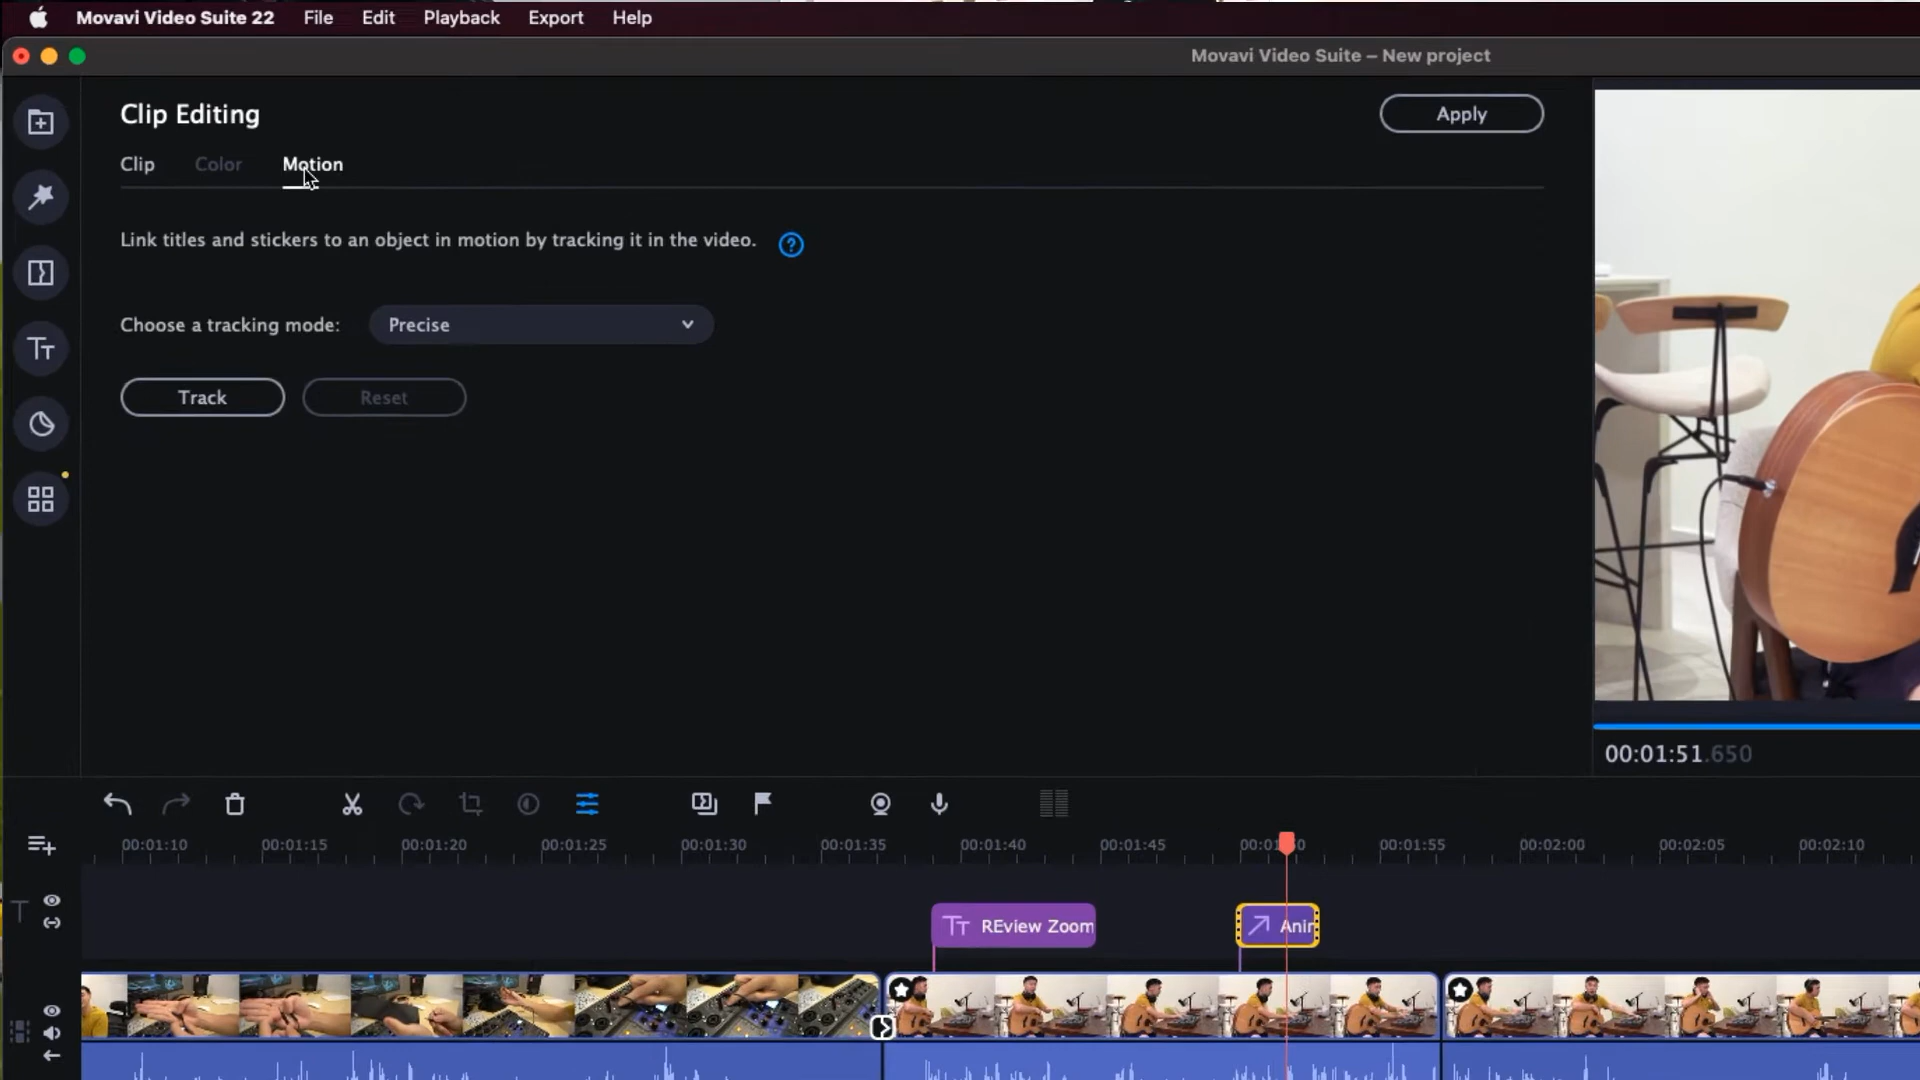 Movavi Video Suite 22 File Edit Playback Export Help
Movavi Video Suite – New project
Clip Editing
Apply
Clip Color Motion
Link titles and stickers to an object in motion by tracking it in the video. ?
Choose a tracking mode: Precise
Track Reset
00:01:51.650
00:01:10 00:01:15 00:01:20 00:01:25 00:01:30 00:01:35 00:01:40 00:01:45 00:01:50 00:01:55 00:02:00 00:02:05 00:02:10
T Tт REview Zoom Anir